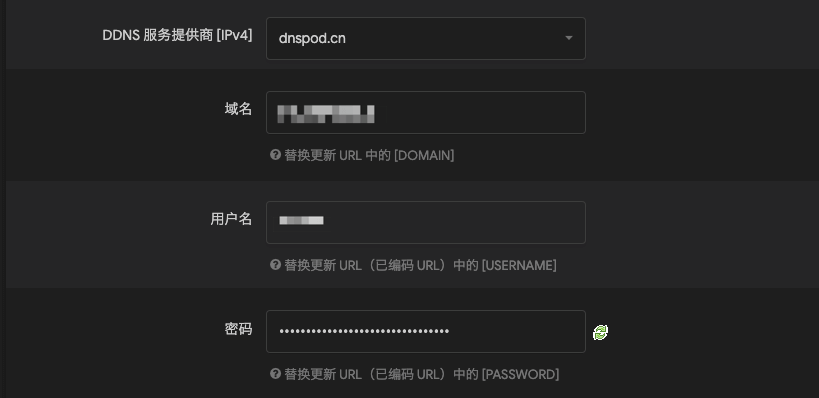 DDNS 服务提供商 [IPv4]
dnspod.cn
域名
替换更新 URL 中的 [DOMAIN]
用户名
替换更新 URL（已编码 URL）中的 [USERNAME]
密码
••••••••••••••••••••••••••••••••
替换更新 URL（已编码 URL）中的 [PASSWORD]